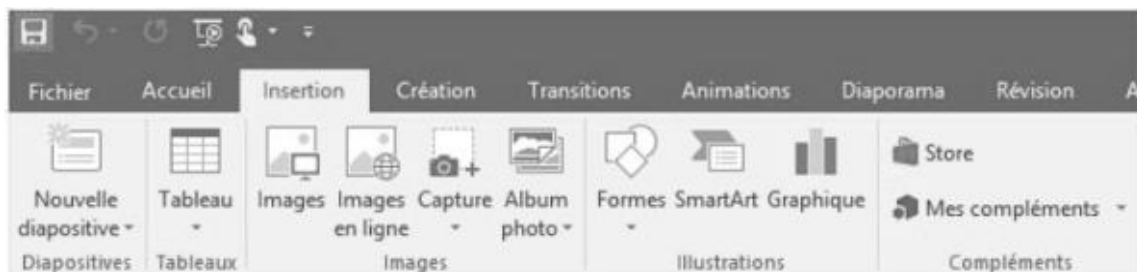 Fichier Accueil Insertion Création Transitions Animations Diaporama Révision A
Nouvelle diapositive
Tableau
Images
Images en ligne
Capture
Album photo
Formes
SmartArt
Graphique
Store
Mes compléments
Diapositives Tableaux Images Illustrations Compléments